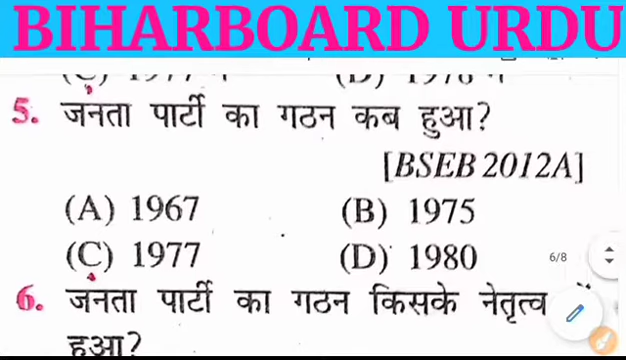 BIHARBOARD URDU
5. जनता पार्टी का गठन कब हुआ?
[BSEB 2012A]
(A) 1967 (B) 1975
(C) 1977 (D) 1980
6/8
6. जनता पार्टी का गठन किसके नेतृत्व में
हुआ?